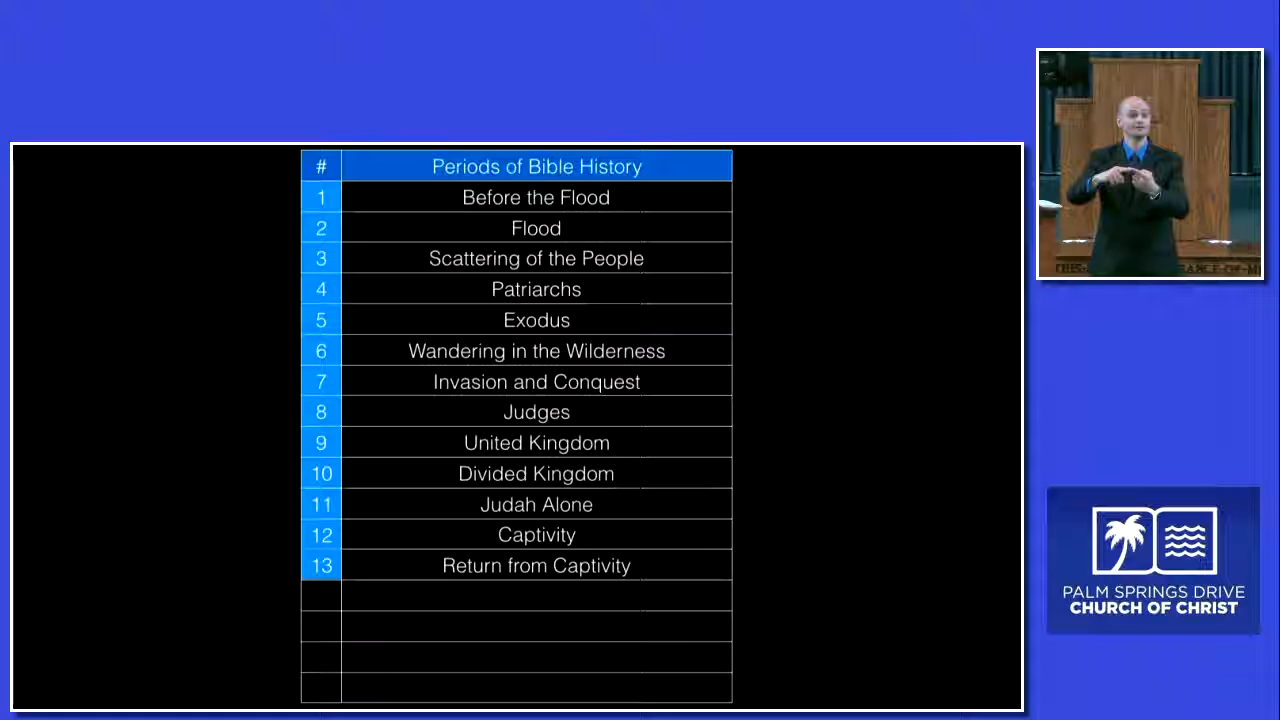 # Periods of Bible History
1 Before the Flood
2 Flood
3 Scattering of the People
4 Patriarchs
5 Exodus
6 Wandering in the Wilderness
7 Invasion and Conquest
8 Judges
9 United Kingdom
10 Divided Kingdom
11 Judah Alone
12 Captivity
13 Return from Captivity
PALM SPRINGS DRIVE
CHURCH OF CHRIST